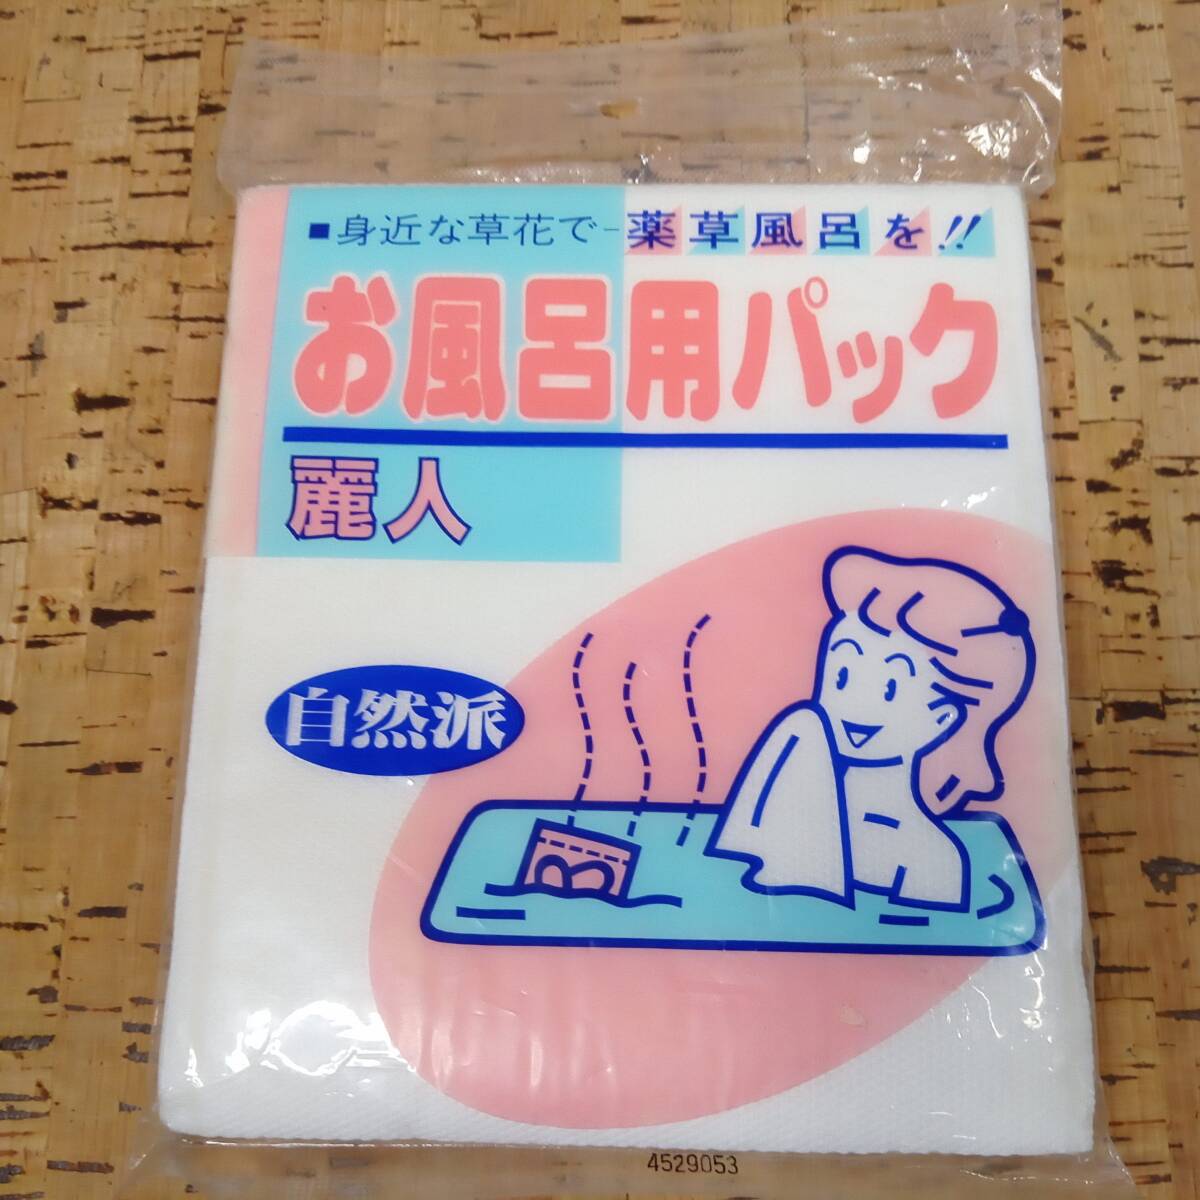 ■身近な草花で-薬草風呂を!!
お風呂用パック
麗人
自然派
B
4529053